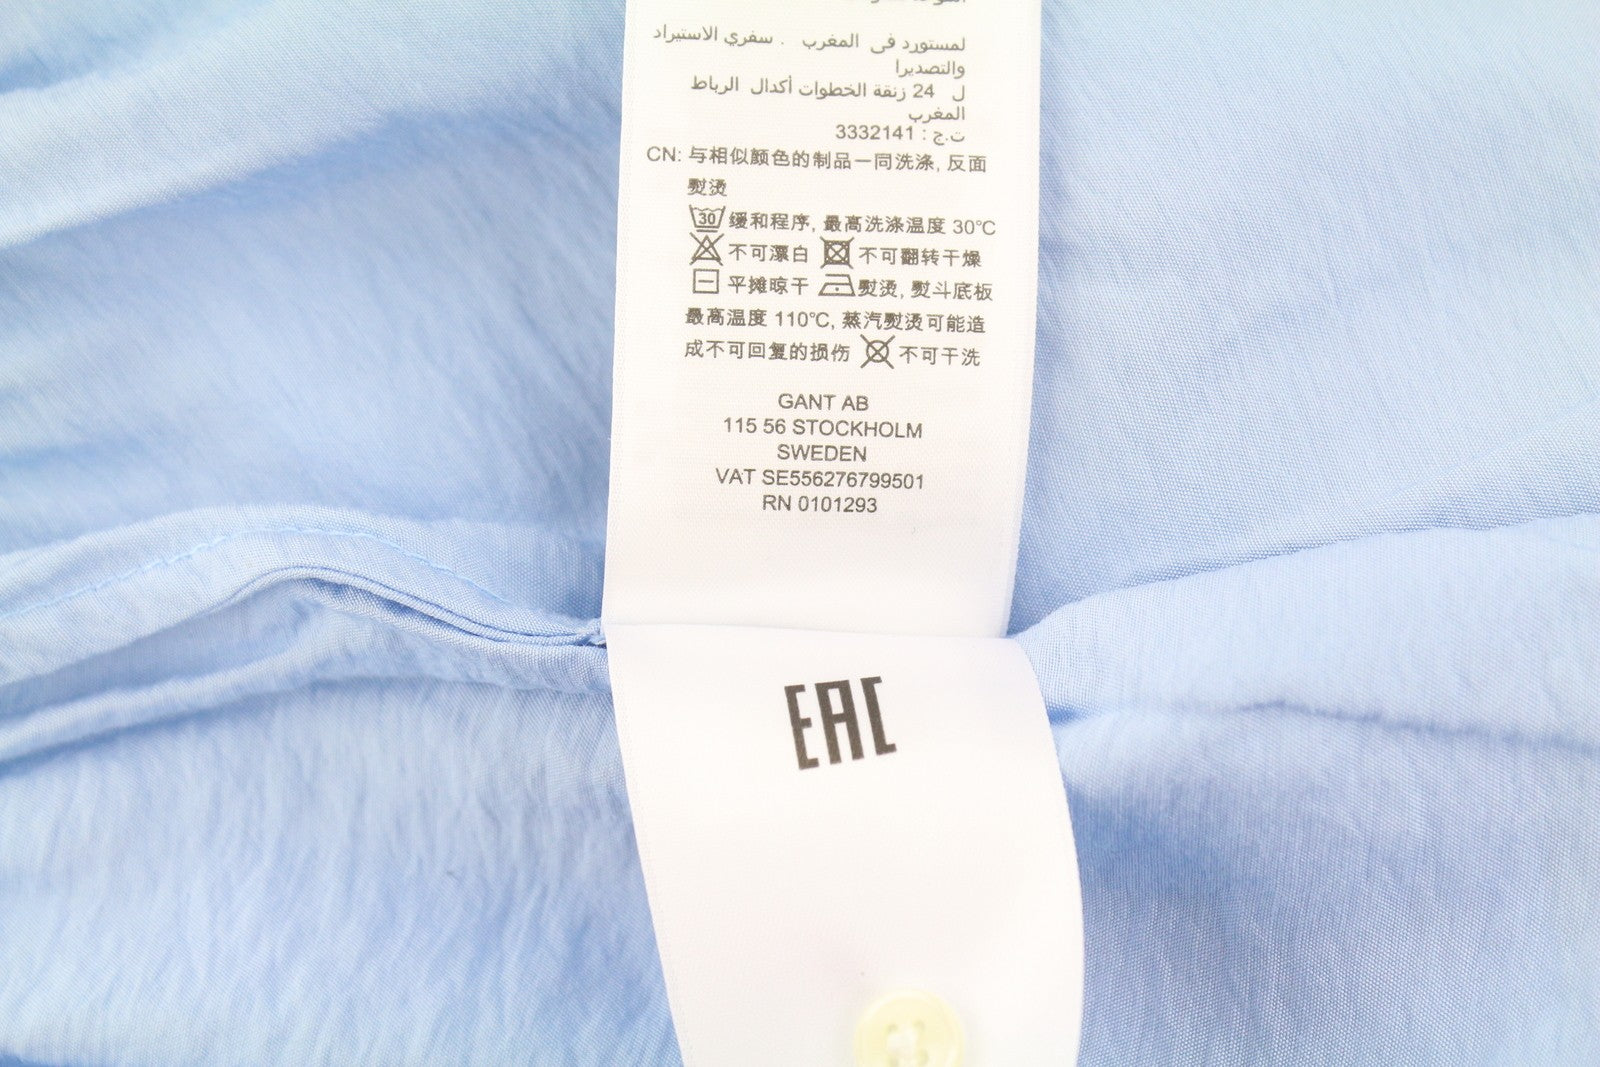 لمستورد في المغرب . سفري الاستيراد
والتصديرا
ل 24 زنقة الخطوات أكدال الرباط
المغرب
ت.ج : 3332141
CN: 与相似颜色的制品一同洗涤, 反面
熨烫
30 缓和程序, 最高洗涤温度 30°C
不可漂白 不可翻转干燥
平摊晾干 熨烫, 熨斗底板
最高温度 110°C, 蒸汽熨烫可能造
成不可回复的损伤 不可干洗
GANT AB
115 56 STOCKHOLM
SWEDEN
VAT SE556276799501
RN 0101293
EAC